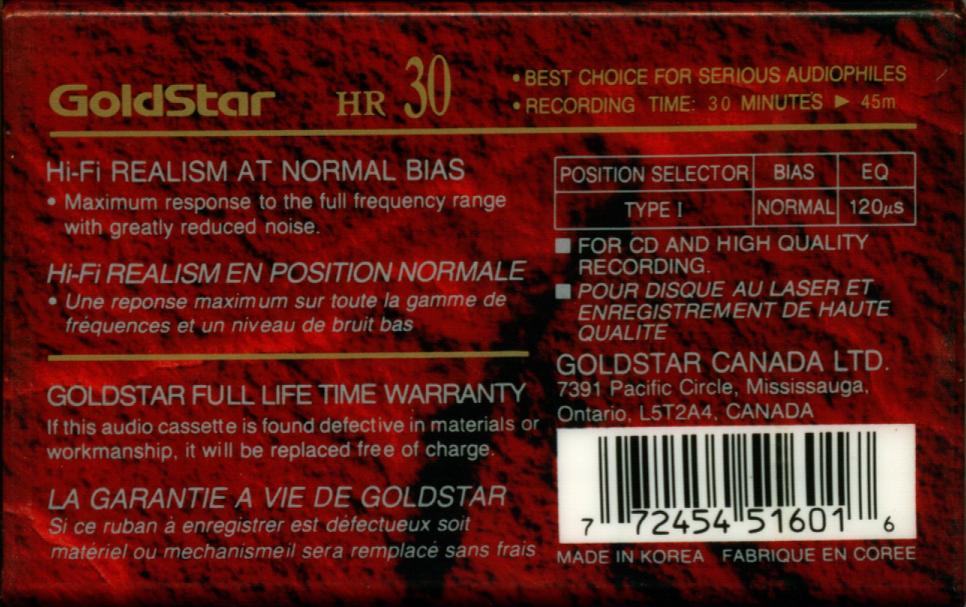 GoldStar HR 30
• BEST CHOICE FOR SERIOUS AUDIOPHILES
• RECORDING TIME: 30 MINUTES ► 45m
Hi-Fi REALISM AT NORMAL BIAS
• Maximum response to the full frequency range
with greatly reduced noise.
Hi-Fi REALISM EN POSITION NORMALE
• Une reponse maximum sur toute la gamme de
fréquences et un niveau de bruit bas
GOLDSTAR FULL LIFE TIME WARRANTY
If this audio cassette is found defective in materials or
workmanship, it will be replaced free of charge.
LA GARANTIE A VIE DE GOLDSTAR
Si ce ruban à enregistrer est défectueux soit
matériel ou mechanismeil sera remplacé sans frais
POSITION SELECTOR BIAS EQ
TYPE I NORMAL 120µs
■ FOR CD AND HIGH QUALITY
RECORDING.
■ POUR DISQUE AU LASER ET
ENREGISTREMENT DE HAUTE
QUALITE
GOLDSTAR CANADA LTD.
7391 Pacific Circle, Mississauga,
Ontario, L5T2A4, CANADA
7 72454 51601 6
MADE IN KOREA FABRIQUE EN COREE